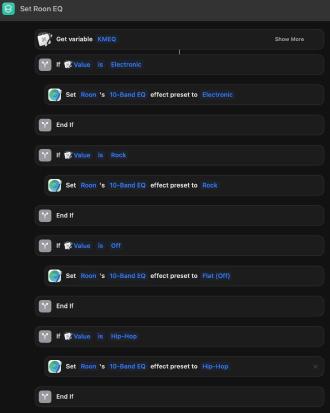 Set Roon EQ
Get variable KMEQ Show More
If Value is Electronic
Set Roon 's 10-Band EQ effect preset to Electronic
End If
If Value is Rock
Set Roon 's 10-Band EQ effect preset to Rock
End If
If Value is Off
Set Roon 's 10-Band EQ effect preset to Flat (Off)
End If
If Value is Hip-Hop
Set Roon 's 10-Band EQ effect preset to Hip-Hop
End If